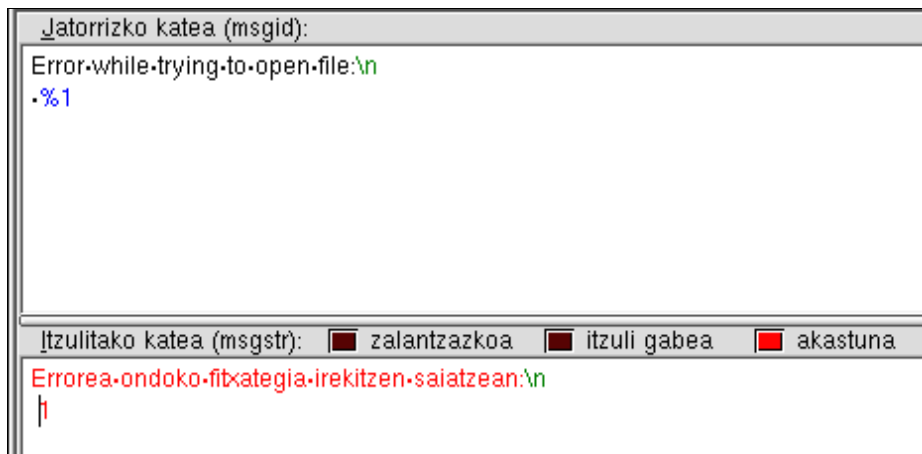 Jatorrizko katea (msgid):
Error·while·trying·to·open·file:\n
·%1
Itzulitako katea (msgstr): zalantzazkoa itzuli gabea akastuna
Errorea·ondoko·fitxategia·irekitzen·saiatzean:\n
1